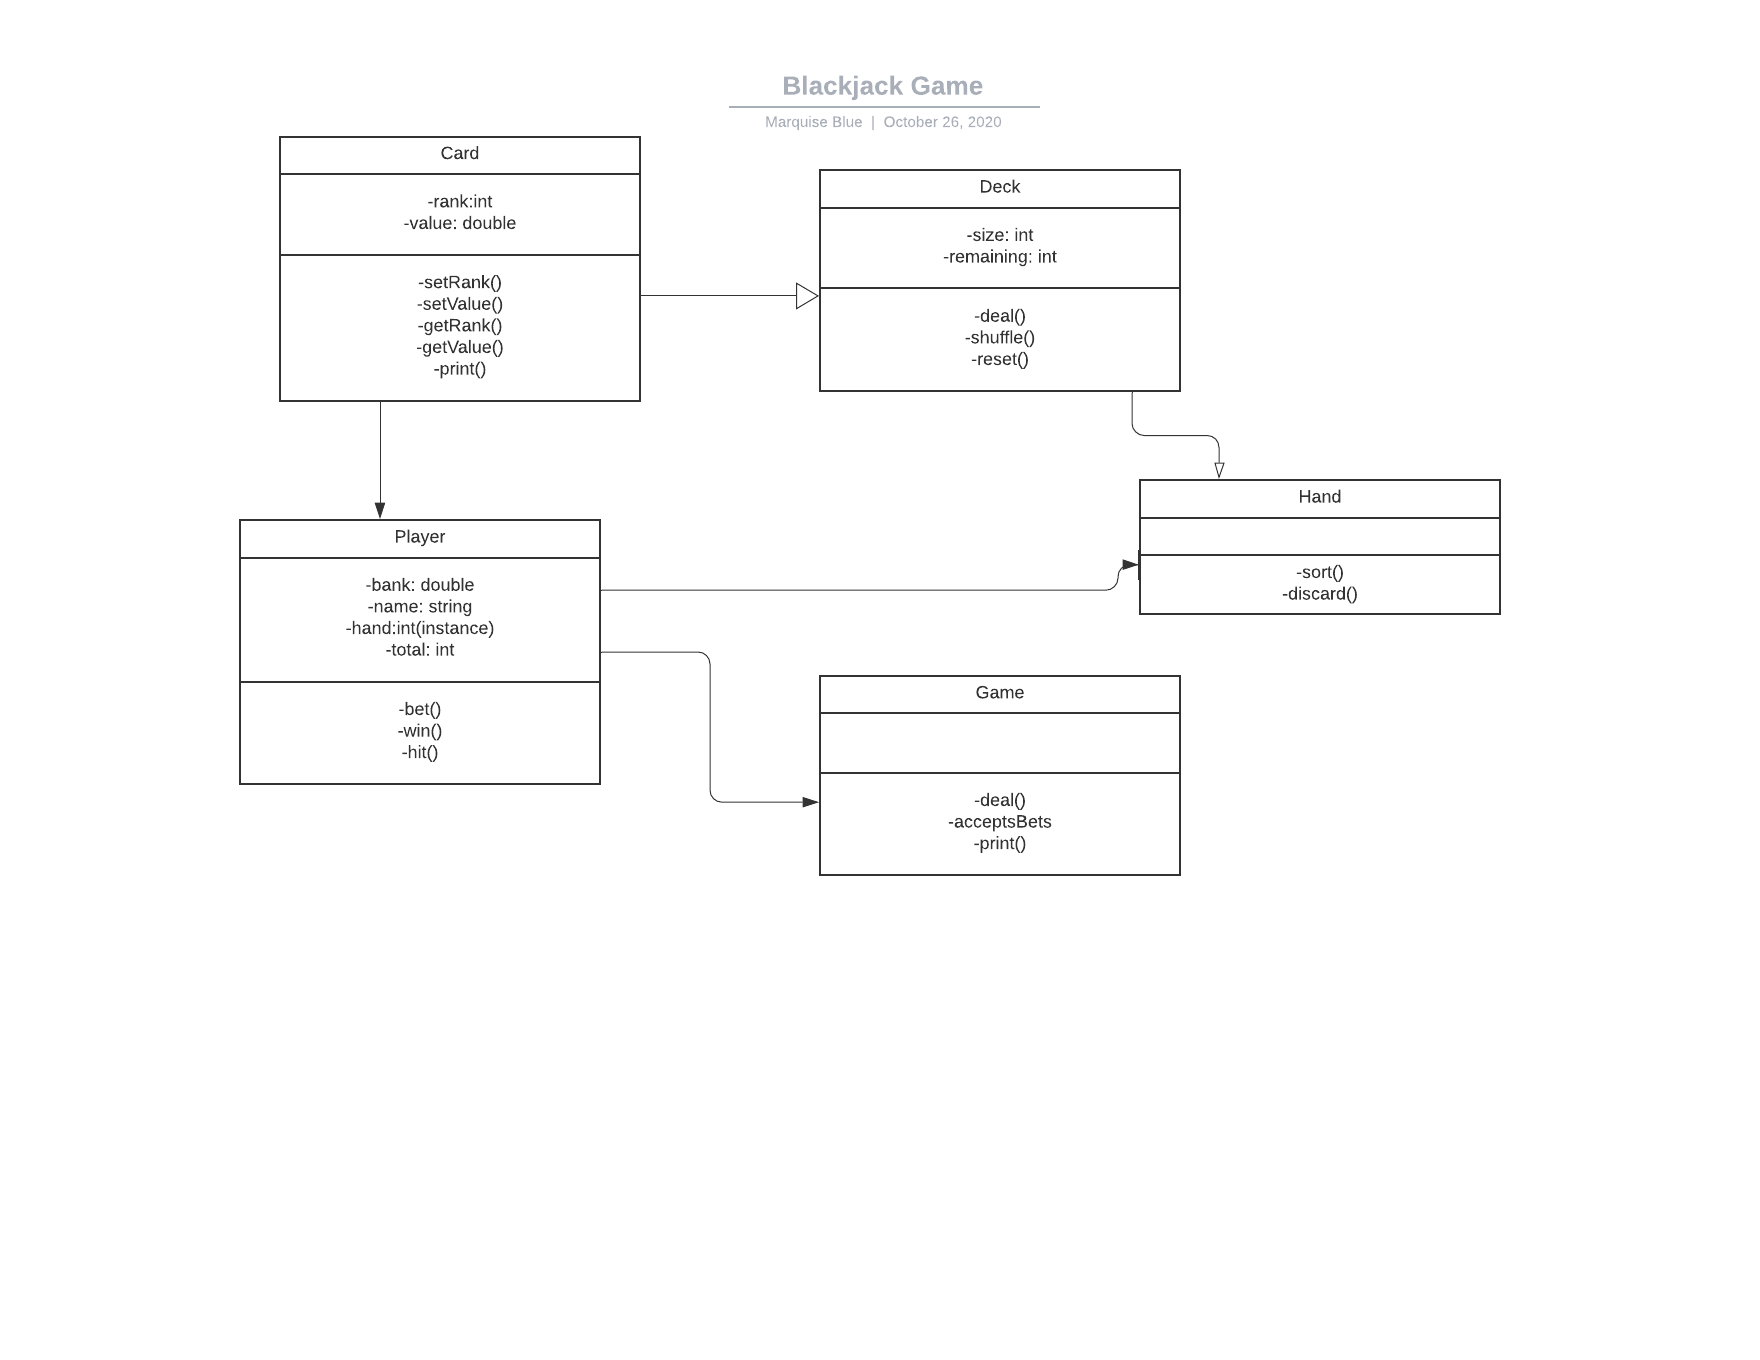 Blackjack Game
Marquise Blue | October 26, 2020
Card
-rank:int
-value: double
-setRank()
-setValue()
-getRank()
-getValue()
-print()
Deck
-size: int
-remaining: int
-deal()
-shuffle()
-reset()
Hand
-sort()
-discard()
Player
-bank: double
-name: string
-hand:int(instance)
-total: int
-bet()
-win()
-hit()
Game
-deal()
-acceptsBets
-print()